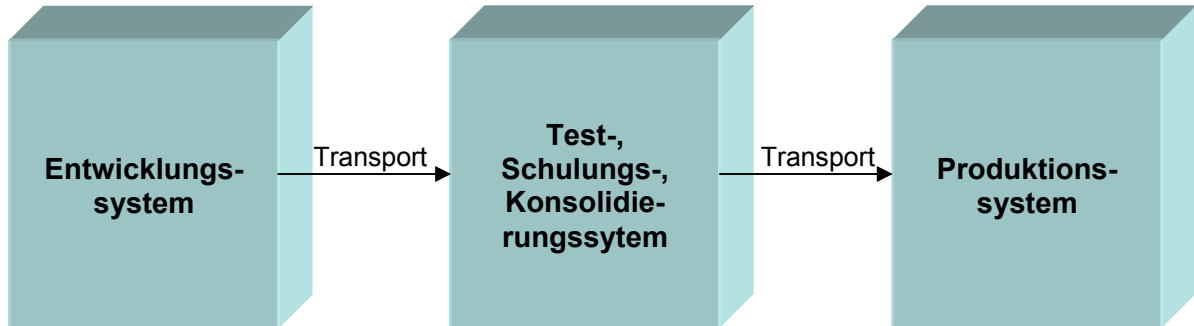 Entwicklungs-
system
Transport
Test-,
Schulungs-,
Konsolidie-
rungssytem
Transport
Produktions-
system